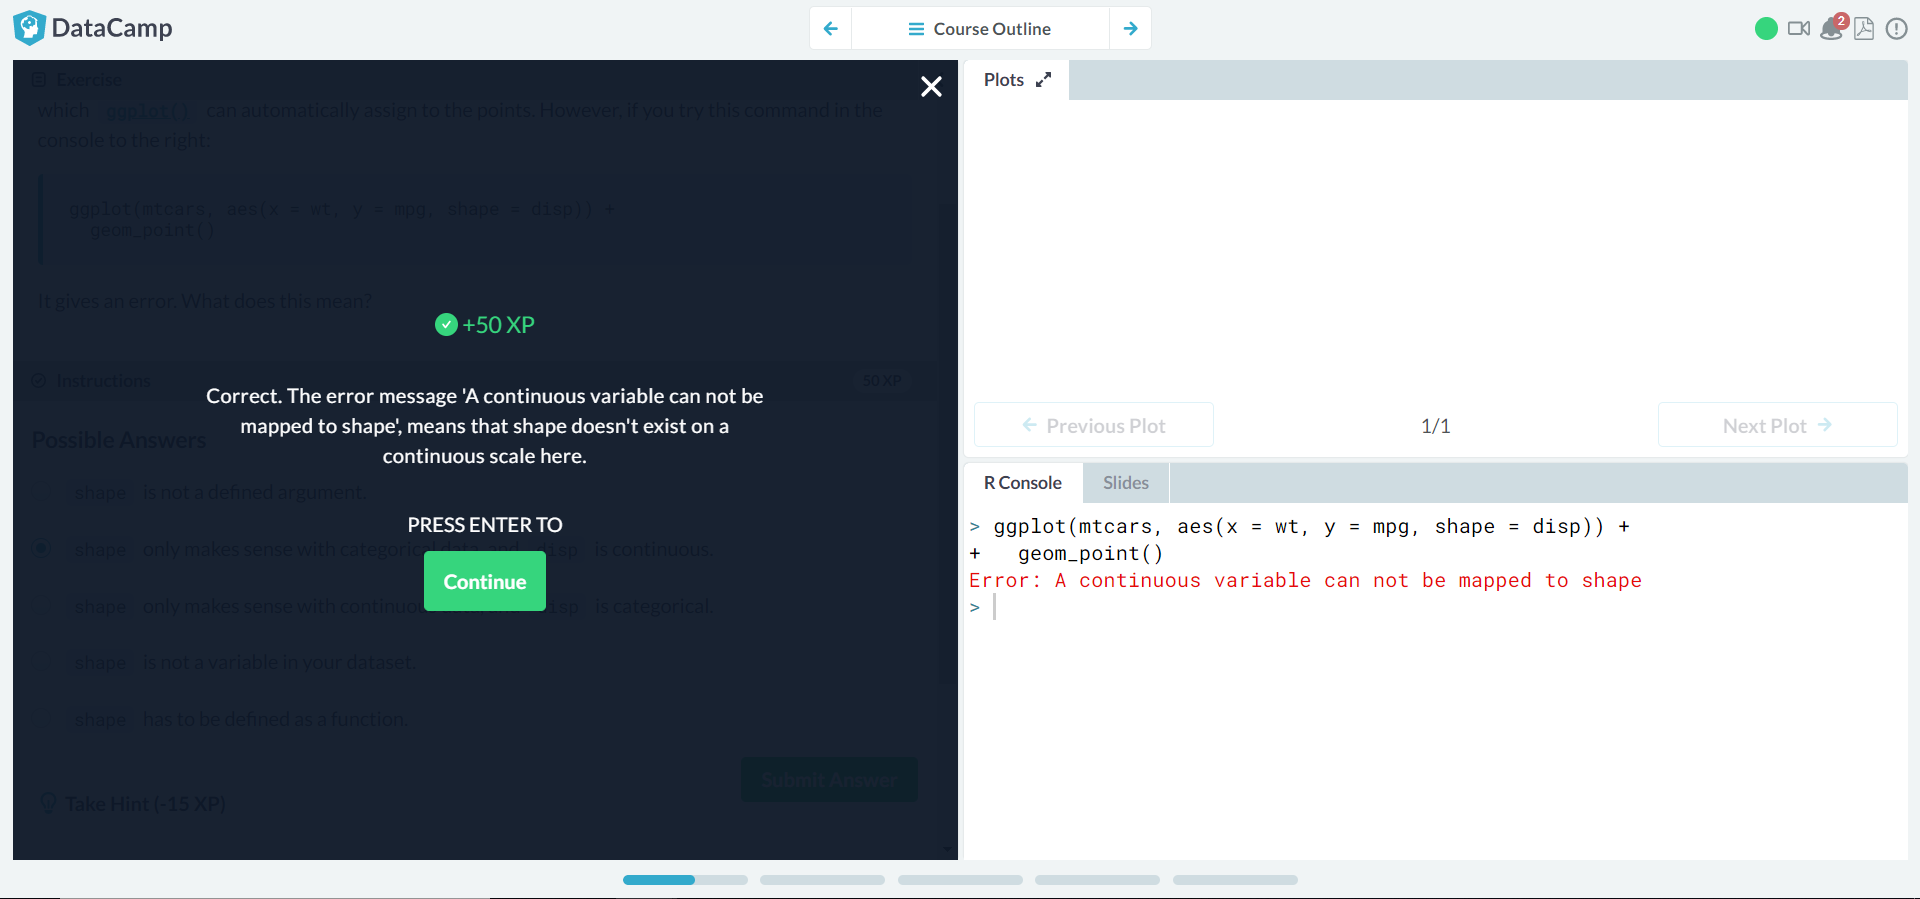 DataCamp
Course Outline
2
Exercise
which ggplot() can automatically assign to the points. However, if you try this command in the
console to the right:
ggplot(mtcars, aes(x = wt, y = mpg, shape = disp)) +
geom_point()
It gives an error. What does this mean?
+50 XP
Instructions
50 XP
Correct. The error message 'A continuous variable can not be
mapped to shape', means that shape doesn't exist on a
continuous scale here.
Possible Answers
shape is not a defined argument.
PRESS ENTER TO
shape only makes sense with categorical data, and disp is continuous.
Continue
shape only makes sense with continuou disp is categorical.
shape is not a variable in your dataset.
shape has to be defined as a function.
Submit Answer
Take Hint (-15 XP)
Plots
Previous Plot
1/1
Next Plot
R Console
Slides
> ggplot(mtcars, aes(x = wt, y = mpg, shape = disp)) +
+ geom_point()
Error: A continuous variable can not be mapped to shape
>